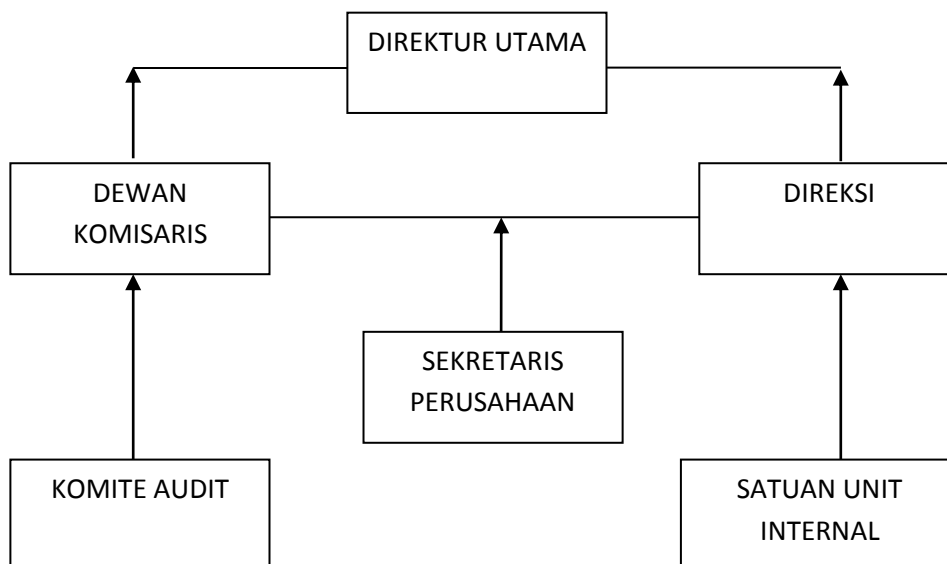 DIREKTUR UTAMA
DEWAN
KOMISARIS
DIREKSI
SEKRETARIS
PERUSAHAAN
KOMITE AUDIT
SATUAN UNIT
INTERNAL